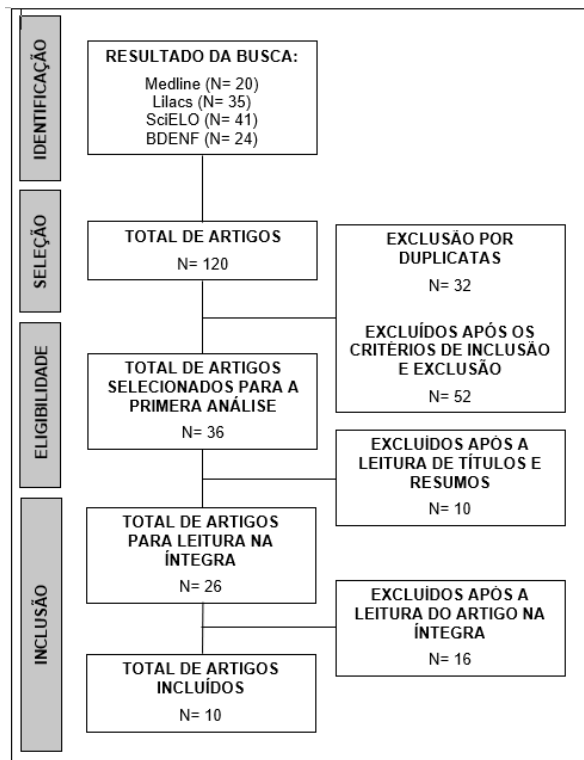 IDENTIFICAÇÃO
RESULTADO DA BUSCA:
Medline (N= 20)
Lilacs (N= 35)
SciELO (N= 41)
BDENF (N= 24)
SELEÇÃO
TOTAL DE ARTIGOS
N= 120
EXCLUSÃO POR
DUPLICATAS
N= 32
EXCLUÍDOS APÓS OS
CRITÉRIOS DE INCLUSÃO
E EXCLUSÃO
N= 52
ELIGIBILIDADE
TOTAL DE ARTIGOS
SELECIONADOS PARA A
PRIMERA ANÁLISE
N= 36
EXCLUÍDOS APÓS A
LEITURA DE TÍTULOS E
RESUMOS
N= 10
INCLUSÃO
TOTAL DE ARTIGOS
PARA LEITURA NA
ÍNTEGRA
N= 26
EXCLUÍDOS APÓS A
LEITURA DO ARTIGO NA
ÍNTEGRA
N= 16
TOTAL DE ARTIGOS
INCLUÍDOS
N= 10